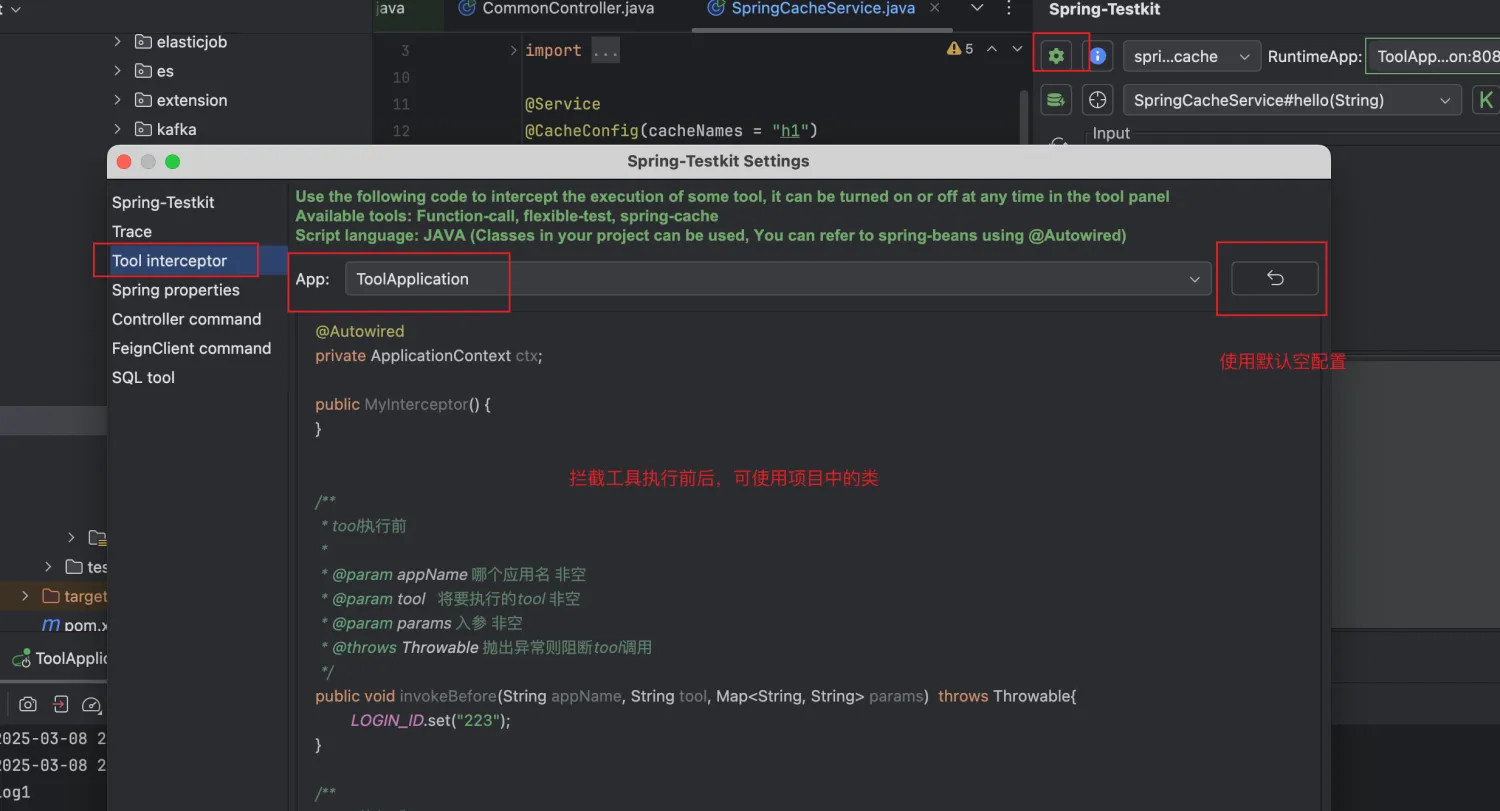 java
CommonController.java
SpringCacheService.java
Spring-Testkit
elasticjob
es
extension
kafka
3
import ...
5
10
11
@Service
12
@CacheConfig(cacheNames = "h1")
spri...cache
RuntimeApp:
ToolApp...on:808
SpringCacheService#hello(String)
K
Input
Spring-Testkit Settings
Spring-Testkit
Trace
Tool interceptor
Spring properties
Controller command
FeignClient command
SQL tool
Use the following code to intercept the execution of some tool, it can be turned on or off at any time in the tool panel
Available tools: Function-call, flexible-test, spring-cache
Script language: JAVA (Classes in your project can be used, You can refer to spring-beans using @Autowired)
App:
ToolApplication
使用默认空配置
@Autowired
private ApplicationContext ctx;
public MyInterceptor() {
}
拦截工具执行前后，可使用项目中的类
/**
* tool执行前
*
* @param appName 哪个应用名 非空
* @param tool 将要执行的tool 非空
* @param params 入参 非空
* @throws Throwable 抛出异常则阻断tool调用
*/
public void invokeBefore(String appName, String tool, Map<String, String> params) throws Throwable{
LOGIN_ID.set("223");
}
/**
tes
target
m pom.x
ToolApplic
2025-03-08 2
2025-03-08 2
log1